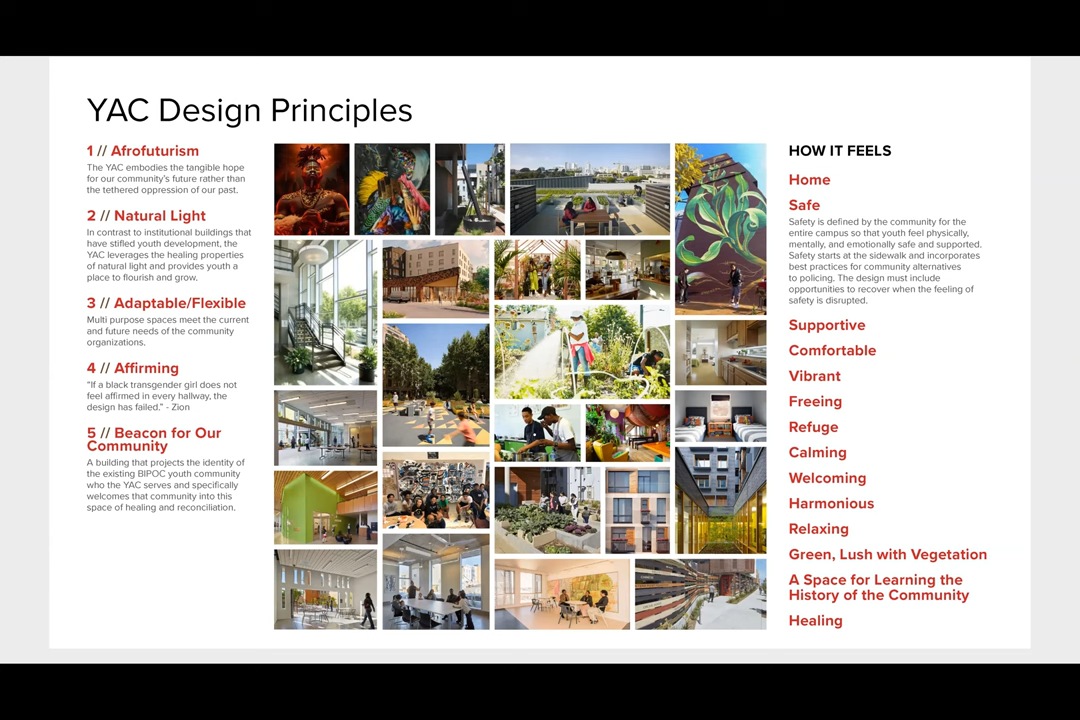 YAC Design Principles
1 // Afrofuturism
The YAC embodies the tangible hope
for our community's future rather than
the tethered oppression of our past.
2 // Natural Light
In contrast to institutional buildings that
have stifled youth development, the
YAC leverages the healing properties
of natural light and provides youth a
place to flourish and grow.
3 // Adaptable/Flexible
Multi purpose spaces meet the current
and future needs of the community
organizations.
4 // Affirming
“If a black transgender girl does not
feel affirmed in every hallway, the
design has failed.” - Zion
5 // Beacon for Our
Community
A building that projects the identity of
the existing BIPOC youth community
who the YAC serves and specifically
welcomes that community into this
space of healing and reconciliation.
HOW IT FEELS
Home
Safe
Safety is defined by the community for the
entire campus so that youth feel physically,
mentally, and emotionally safe and supported.
Safety starts at the sidewalk and incorporates
best practices for community alternatives
to policing. The design must include
opportunities to recover when the feeling of
safety is disrupted.
Supportive
Comfortable
Vibrant
Freeing
Refuge
Calming
Welcoming
Harmonious
Relaxing
Green, Lush with Vegetation
A Space for Learning the
History of the Community
Healing